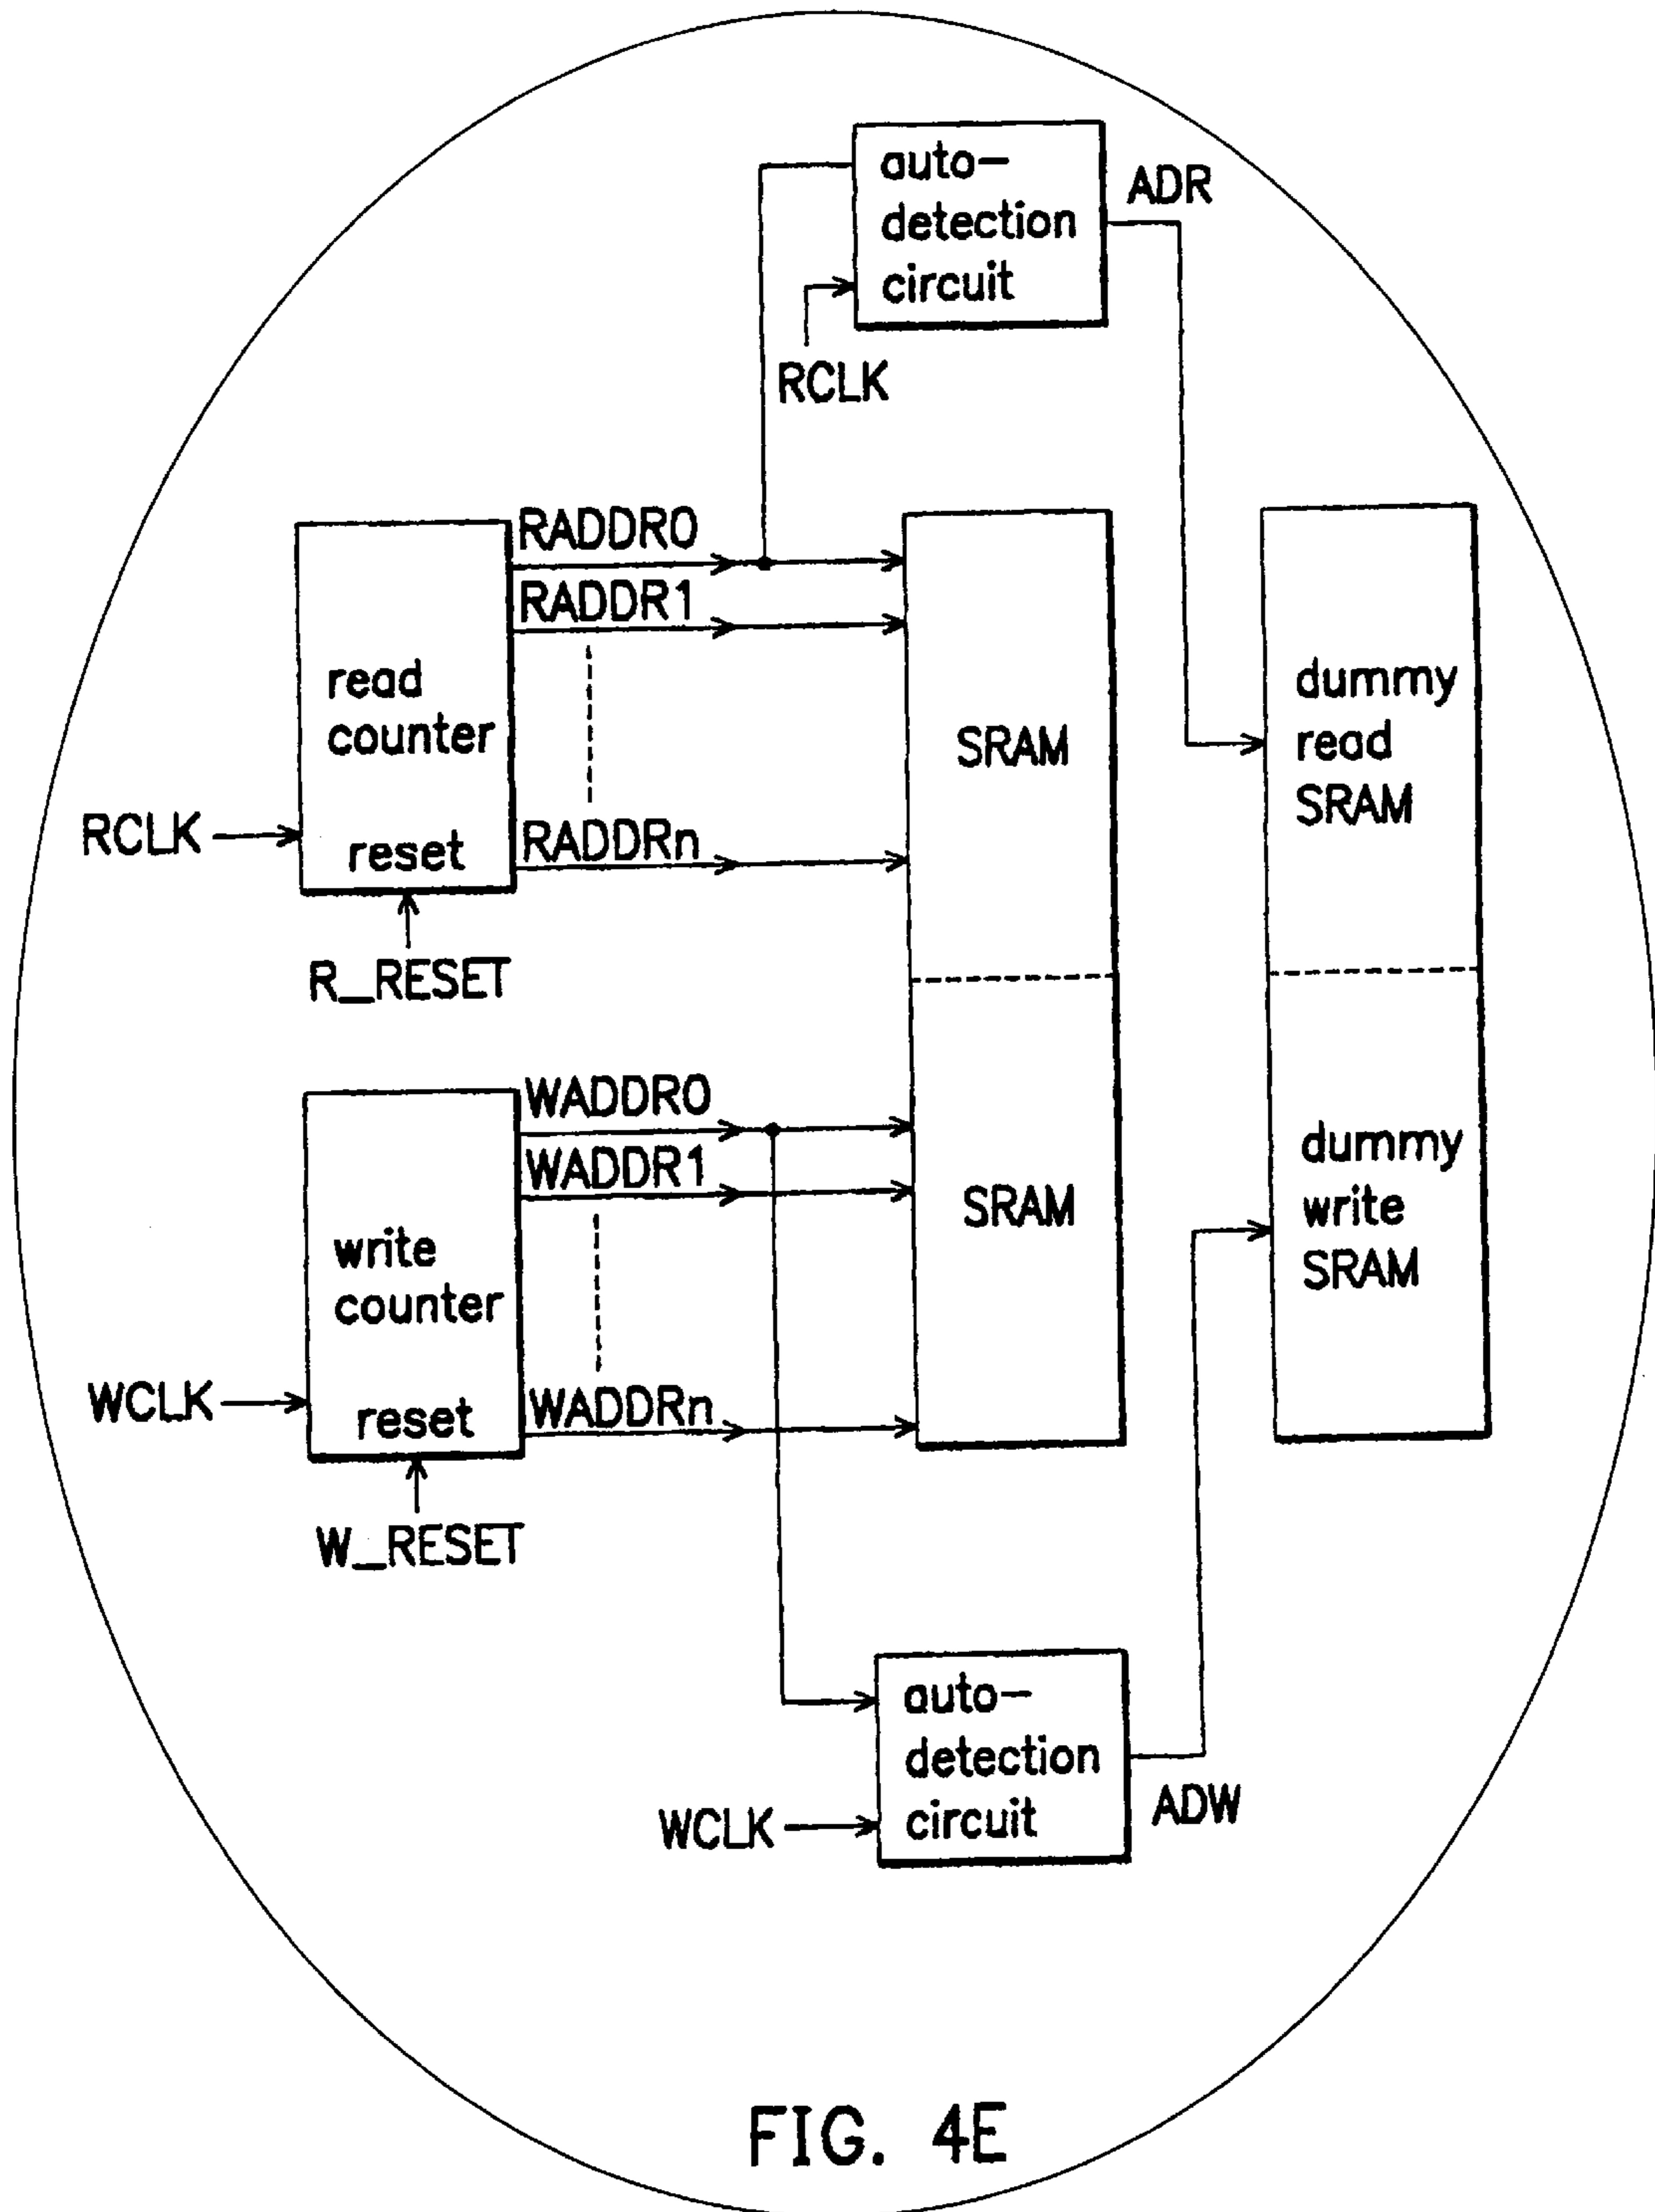 auto-
detection
circuit
ADR
RCLK
RADDR0
RADDR1
read
counter
RCLK
reset
RADDRn
R_RESET
SRAM
dummy
read
SRAM
WADDR0
WADDR1
write
counter
WCLK
reset
WADDRn
W_RESET
SRAM
dummy
write
SRAM
auto-
detection
circuit
WCLK
ADW
FIG. 4E